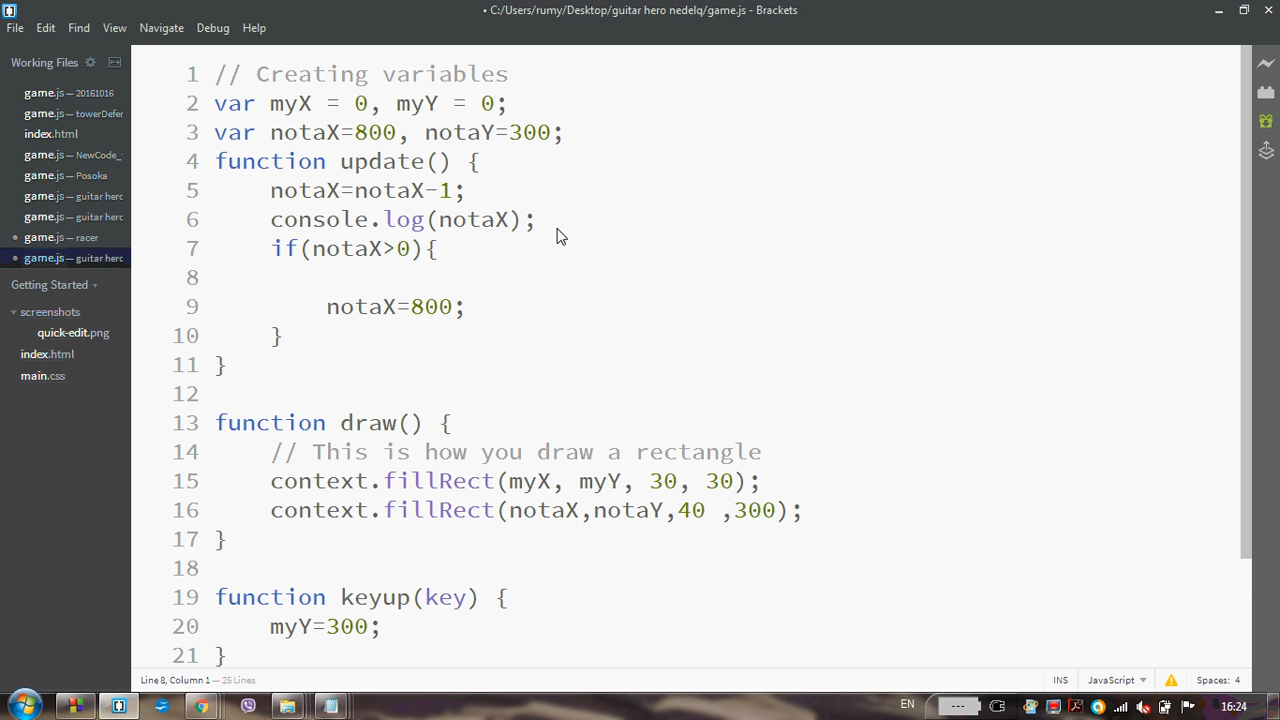 • C:/Users/rumy/Desktop/guitar hero nedelq/game.js - Brackets
File Edit Find View Navigate Debug Help
Working Files
game.js — 20161016
game.js — towerDefer
index.html
game.js — NewCode_
game.js — Posoka
game.js — guitar hero
game.js — guitar hero
• game.js — racer
• game.js — guitar hero
Getting Started
screenshots
quick-edit.png
index.html
main.css
1 // Creating variables
2 var myX = 0, myY = 0;
3 var notaX=800, notaY=300;
4 function update() {
5 notaX=notaX-1;
6 console.log(notaX);
7 if(notaX>0){
8
9 notaX=800;
10 }
11 }
12
13 function draw() {
14 // This is how you draw a rectangle
15 context.fillRect(myX, myY, 30, 30);
16 context.fillRect(notaX,notaY,40 ,300);
17 }
18
19 function keyup(key) {
20 myY=300;
21 }
Line 8, Column 1 — 25 Lines
INS JavaScript Spaces: 4
EN --- 16:24